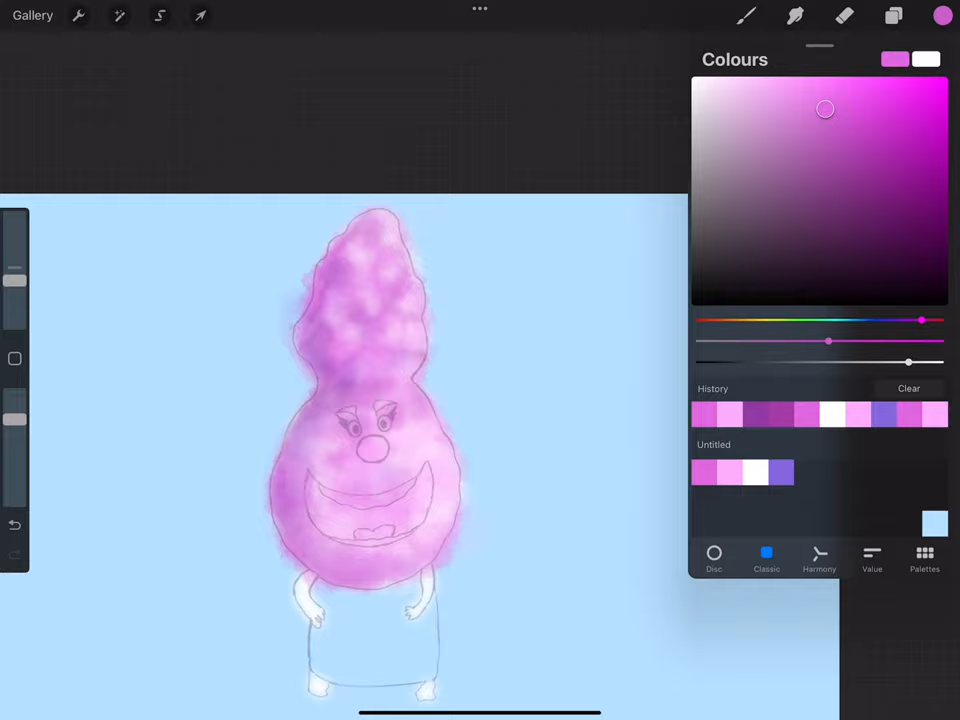 Gallery
Colours
History
Clear
Untitled
Disc
Classic
Harmony
Value
Palettes